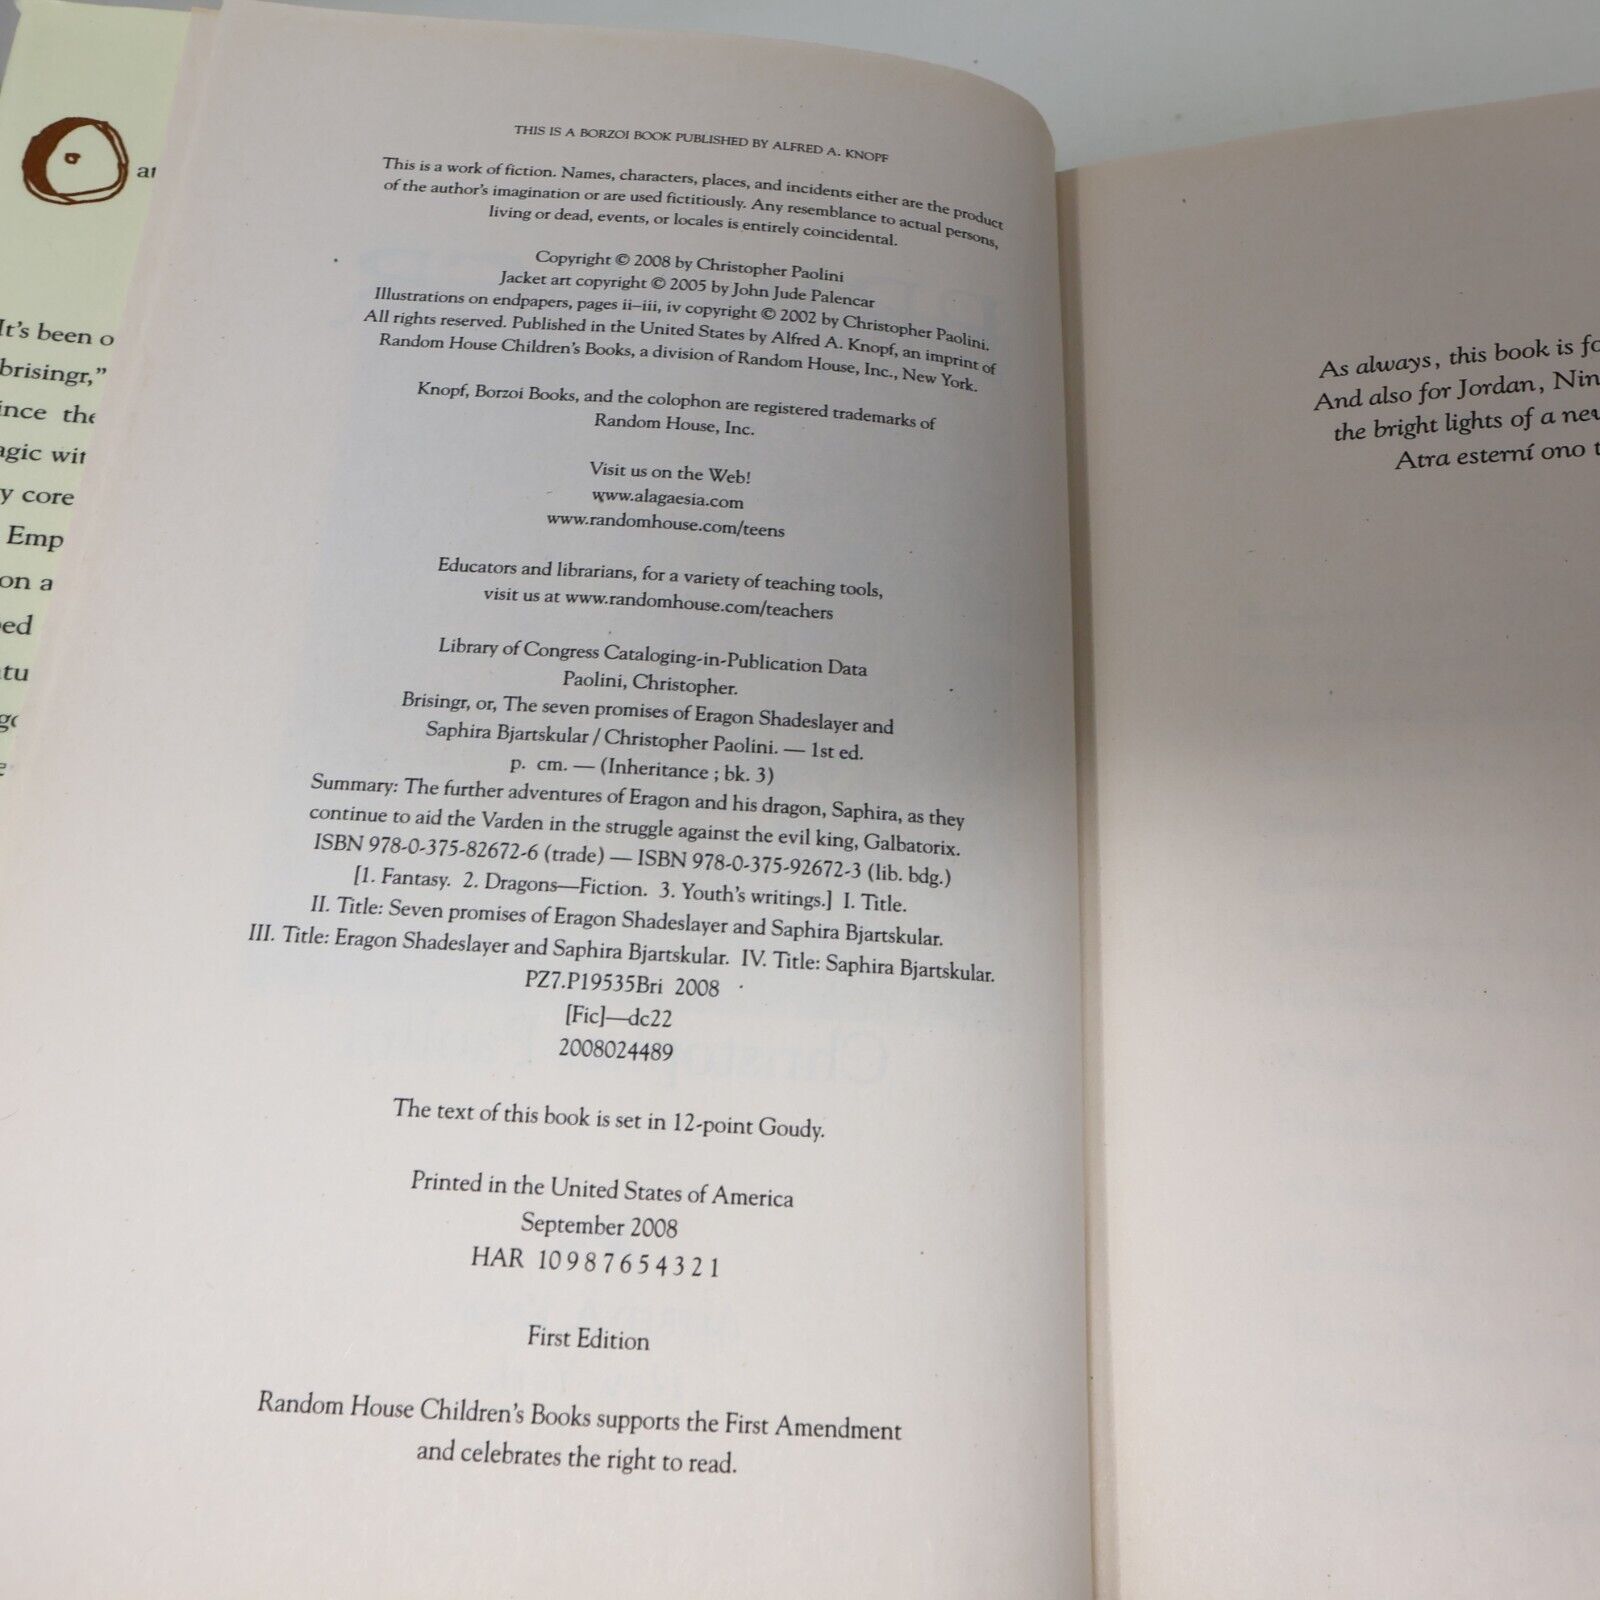 at
It's been o
brisingr,"
ince the
agic wit
y core
Emp
on a
ped
tu
go
e
THIS IS A BORZOI BOOK PUBLISHED BY ALFRED A. KNOPF
This is a work of fiction. Names, characters, places, and incidents either are the product
of the author's imagination or are used fictitiously. Any resemblance to actual persons,
living or dead, events, or locales is entirely coincidental.
Copyright © 2008 by Christopher Paolini
Jacket art copyright © 2005 by John Jude Palencar
Illustrations on endpapers, pages ii–iii, iv copyright © 2002 by Christopher Paolini.
All rights reserved. Published in the United States by Alfred A. Knopf, an imprint of
Random House Children's Books, a division of Random House, Inc., New York.
Knopf, Borzoi Books, and the colophon are registered trademarks of
Random House, Inc.
Visit us on the Web!
www.alagaesia.com
www.randomhouse.com/teens
Educators and librarians, for a variety of teaching tools,
visit us at www.randomhouse.com/teachers
Library of Congress Cataloging-in-Publication Data
Paolini, Christopher.
Brisingr, or, The seven promises of Eragon Shadeslayer and
Saphira Bjartskular / Christopher Paolini. — 1st ed.
p. cm. — (Inheritance ; bk. 3)
Summary: The further adventures of Eragon and his dragon, Saphira, as they
continue to aid the Varden in the struggle against the evil king, Galbatorix.
ISBN 978-0-375-82672-6 (trade) — ISBN 978-0-375-92672-3 (lib. bdg.)
[1. Fantasy. 2. Dragons—Fiction. 3. Youth's writings.] I. Title.
II. Title: Seven promises of Eragon Shadeslayer and Saphira Bjartskular.
III. Title: Eragon Shadeslayer and Saphira Bjartskular. IV. Title: Saphira Bjartskular.
PZ7.P19535Bri 2008
[Fic]—dc22
2008024489
The text of this book is set in 12-point Goudy.
Printed in the United States of America
September 2008
HAR 10 9 8 7 6 5 4 3 2 1
First Edition
Random House Children's Books supports the First Amendment
and celebrates the right to read.
As always, this book is fo
And also for Jordan, Nin
the bright lights of a new
Atra esterní ono t